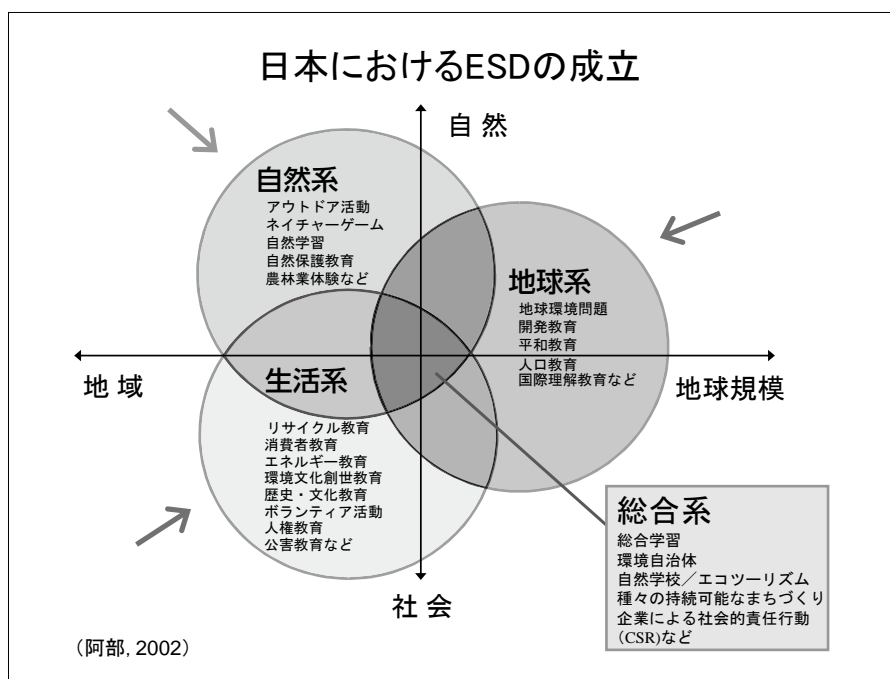 日本におけるESDの成立
自 然
自然系
アウトドア活動
ネイチャーゲーム
自然学習
自然保護教育
農林業体験など
地球系
地球環境問題
開発教育
平和教育
人口教育
国際理解教育など
地 域
地球規模
生活系
リサイクル教育
消費者教育
エネルギー教育
環境文化創世教育
歴史・文化教育
ボランティア活動
人権教育
公害教育など
社 会
総合系
総合学習
環境自治体
自然学校／エコツーリズム
種々の持続可能なまちづくり
企業による社会的責任行動
(CSR)など
（阿部, 2002）